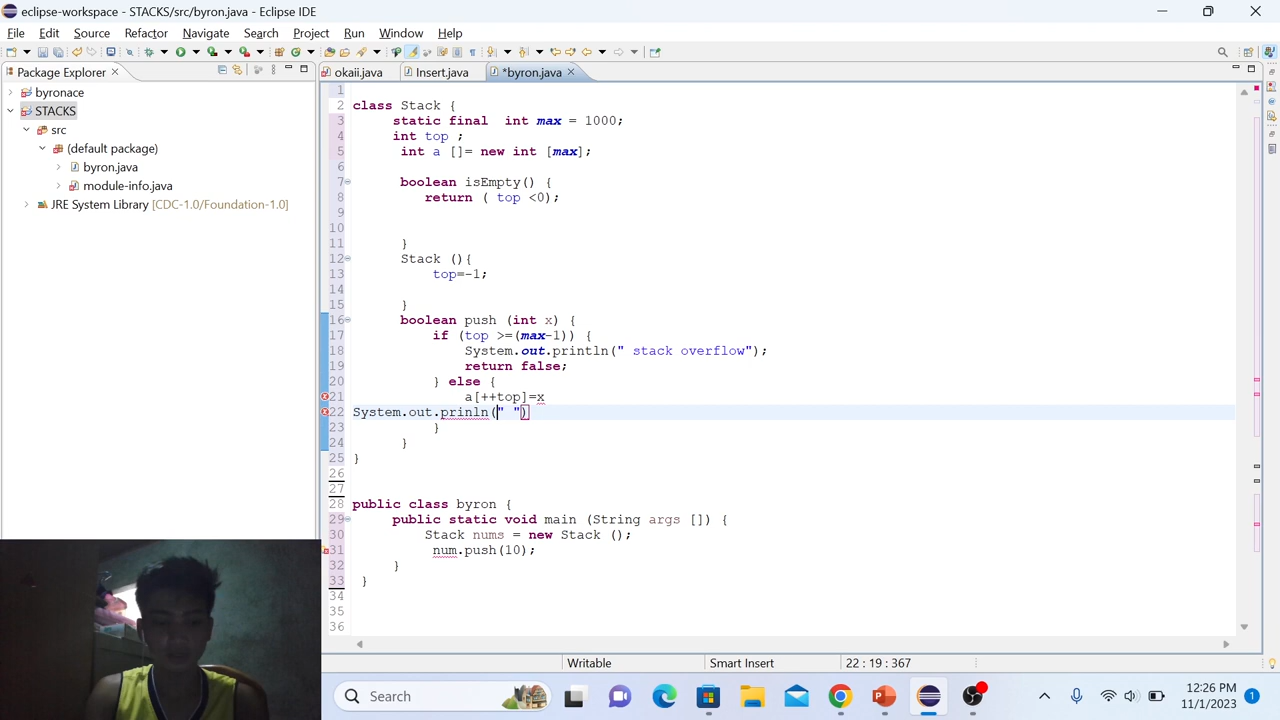 eclipse-workspace - STACKS/src/byron.java - Eclipse IDE
File Edit Source Refactor Navigate Search Project Run Window Help
Package Explorer
okaii.java
Insert.java
*byron.java
byronace
STACKS
src
(default package)
byron.java
module-info.java
JRE System Library [CDC-1.0/Foundation-1.0]
1
2 class Stack {
3 static final int max = 1000;
4 int top ;
5 int a []= new int [max];
6
7 boolean isEmpty() {
8 return ( top <0);
9
10
11 }
12 Stack (){
13 top=-1;
14
15 }
16 boolean push (int x) {
17 if (top >=(max-1)) {
18 System.out.println(" stack overflow");
19 return false;
20 } else {
21 a[++top]=x
22 System.out.prinln(" ")
23 }
24 }
25 }
26
27
28 public class byron {
29 public static void main (String args []) {
30 Stack nums = new Stack ();
31 num.push(10);
32 }
33 }
34
35
36
Writable
Smart Insert
22 : 19 : 367
Search
12:26 PM
11/1/2023
1